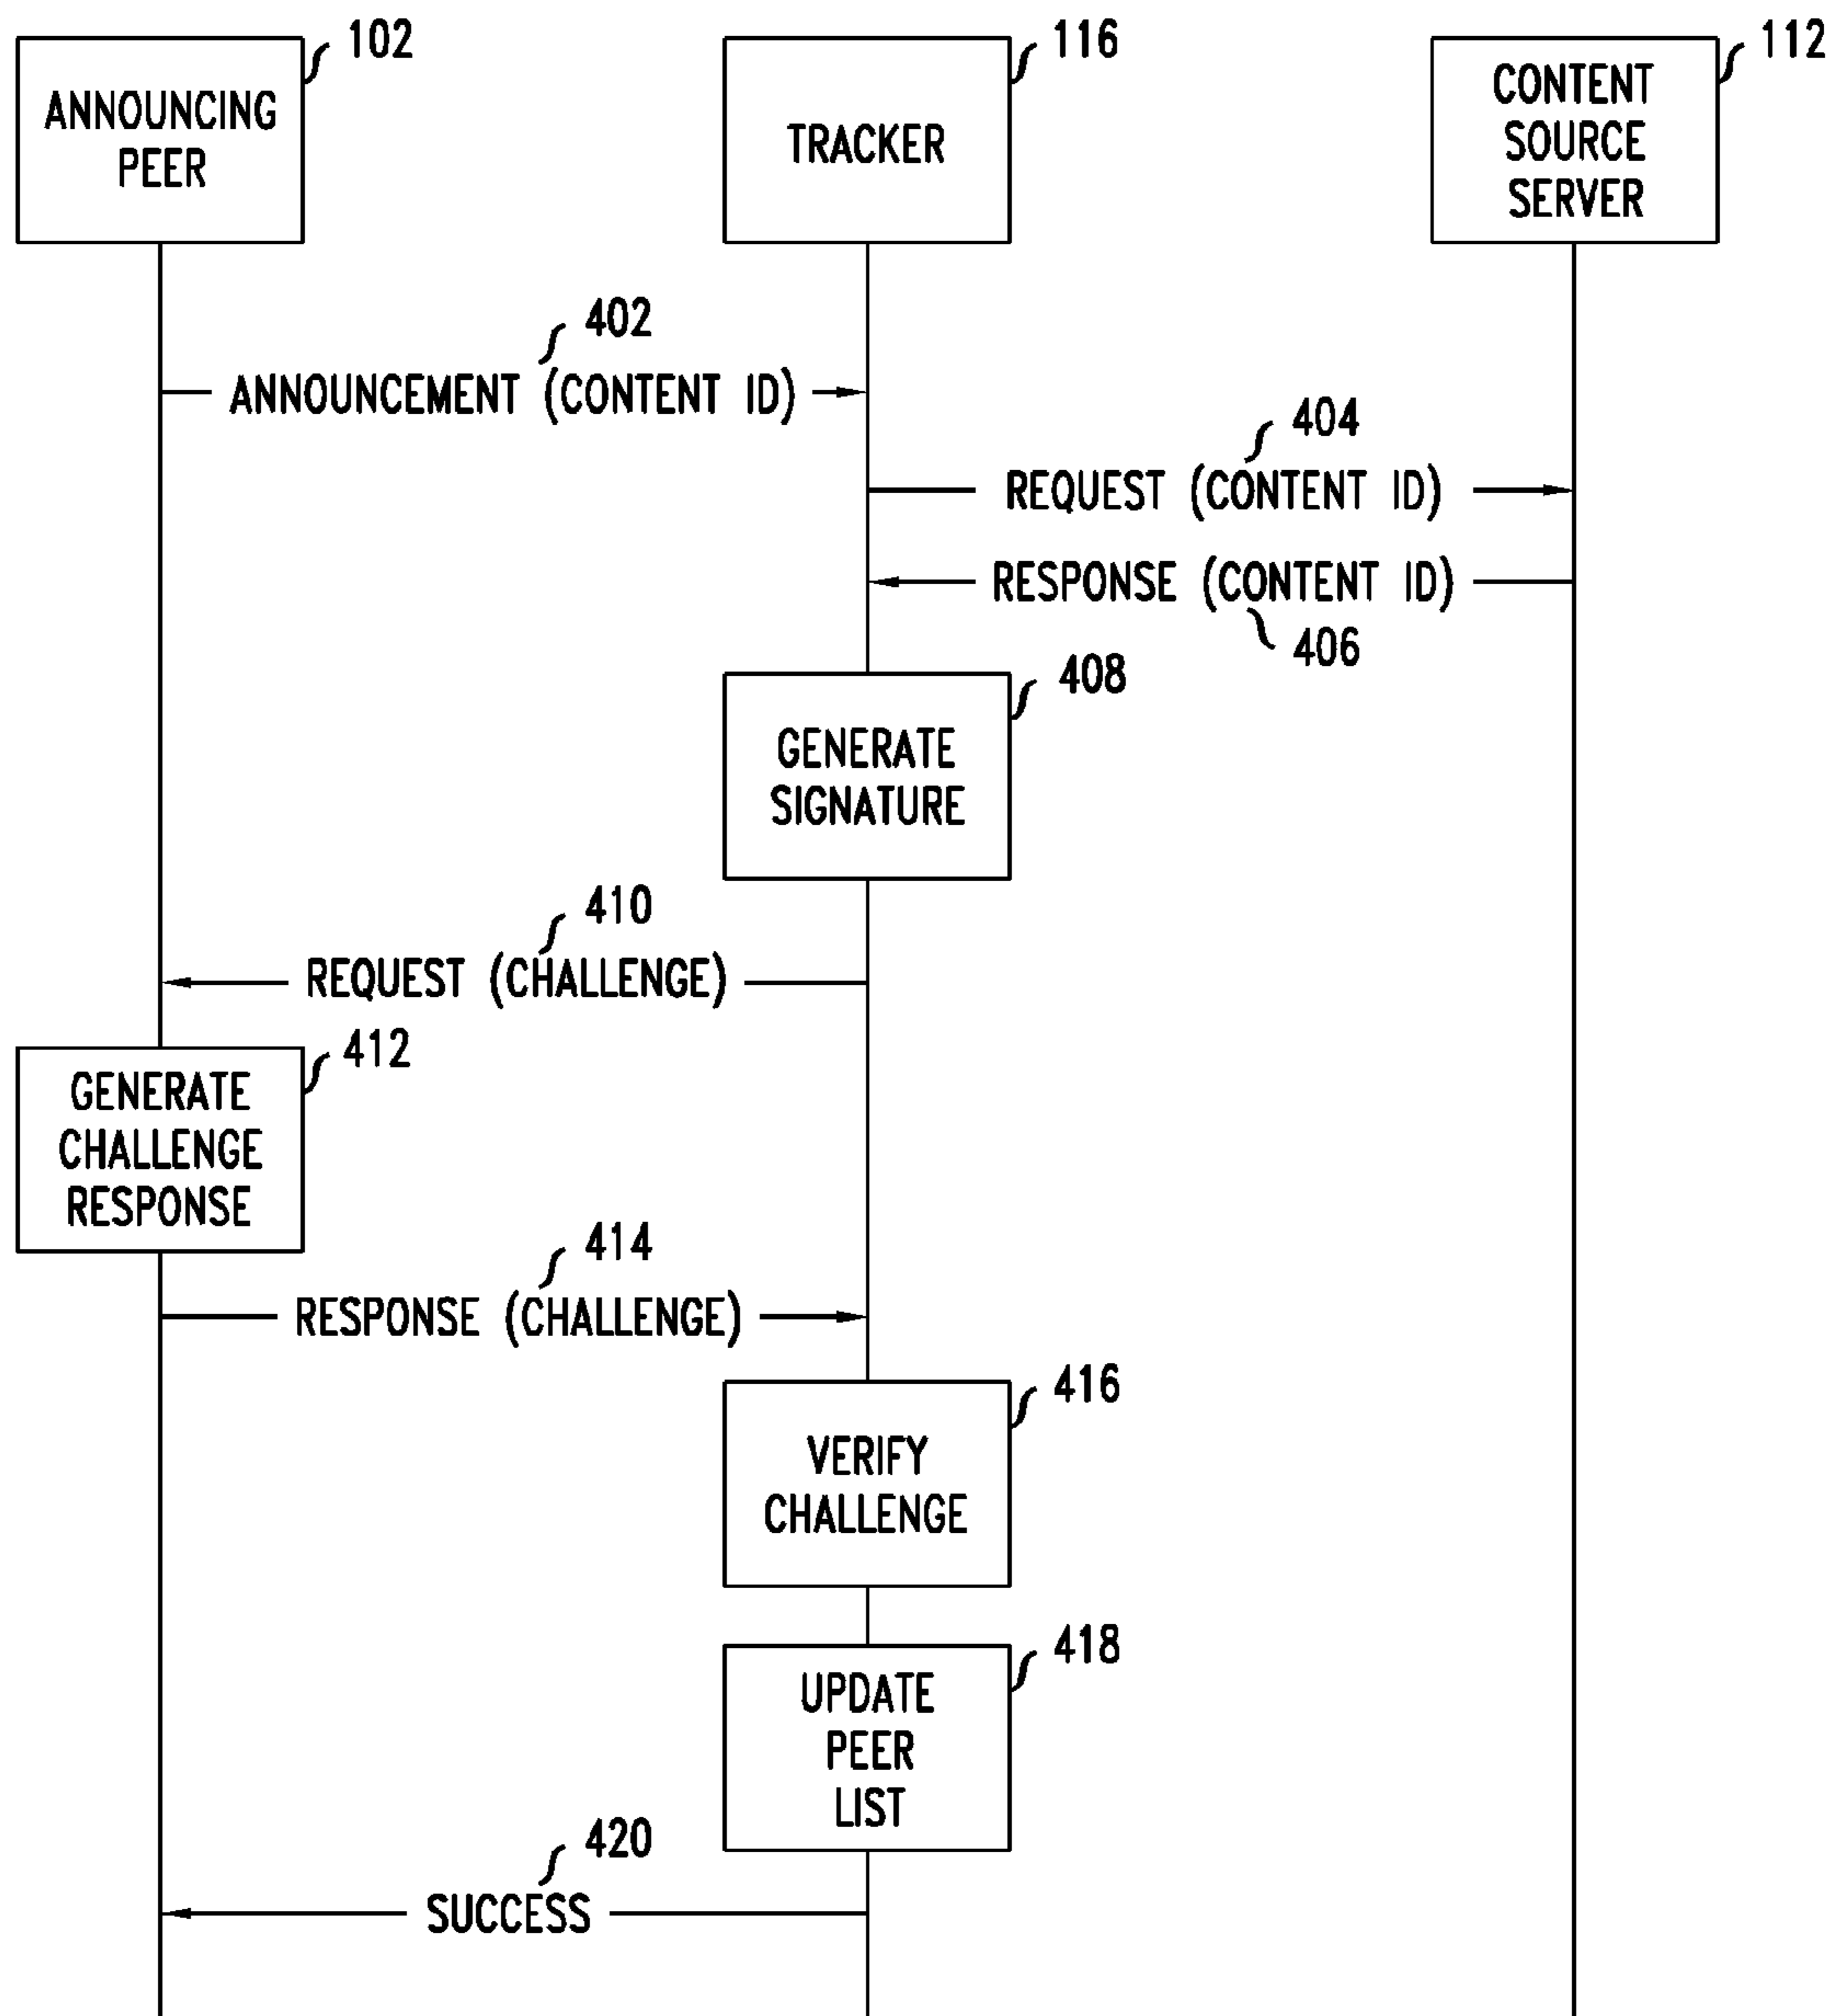 102
ANNOUNCING
PEER
116
TRACKER
112
CONTENT
SOURCE
SERVER
402
ANNOUNCEMENT (CONTENT ID)
404
REQUEST (CONTENT ID)
RESPONSE (CONTENT ID)
406
408
GENERATE
SIGNATURE
410
REQUEST (CHALLENGE)
412
GENERATE
CHALLENGE
RESPONSE
414
RESPONSE (CHALLENGE)
416
VERIFY
CHALLENGE
418
UPDATE
PEER
LIST
420
SUCCESS